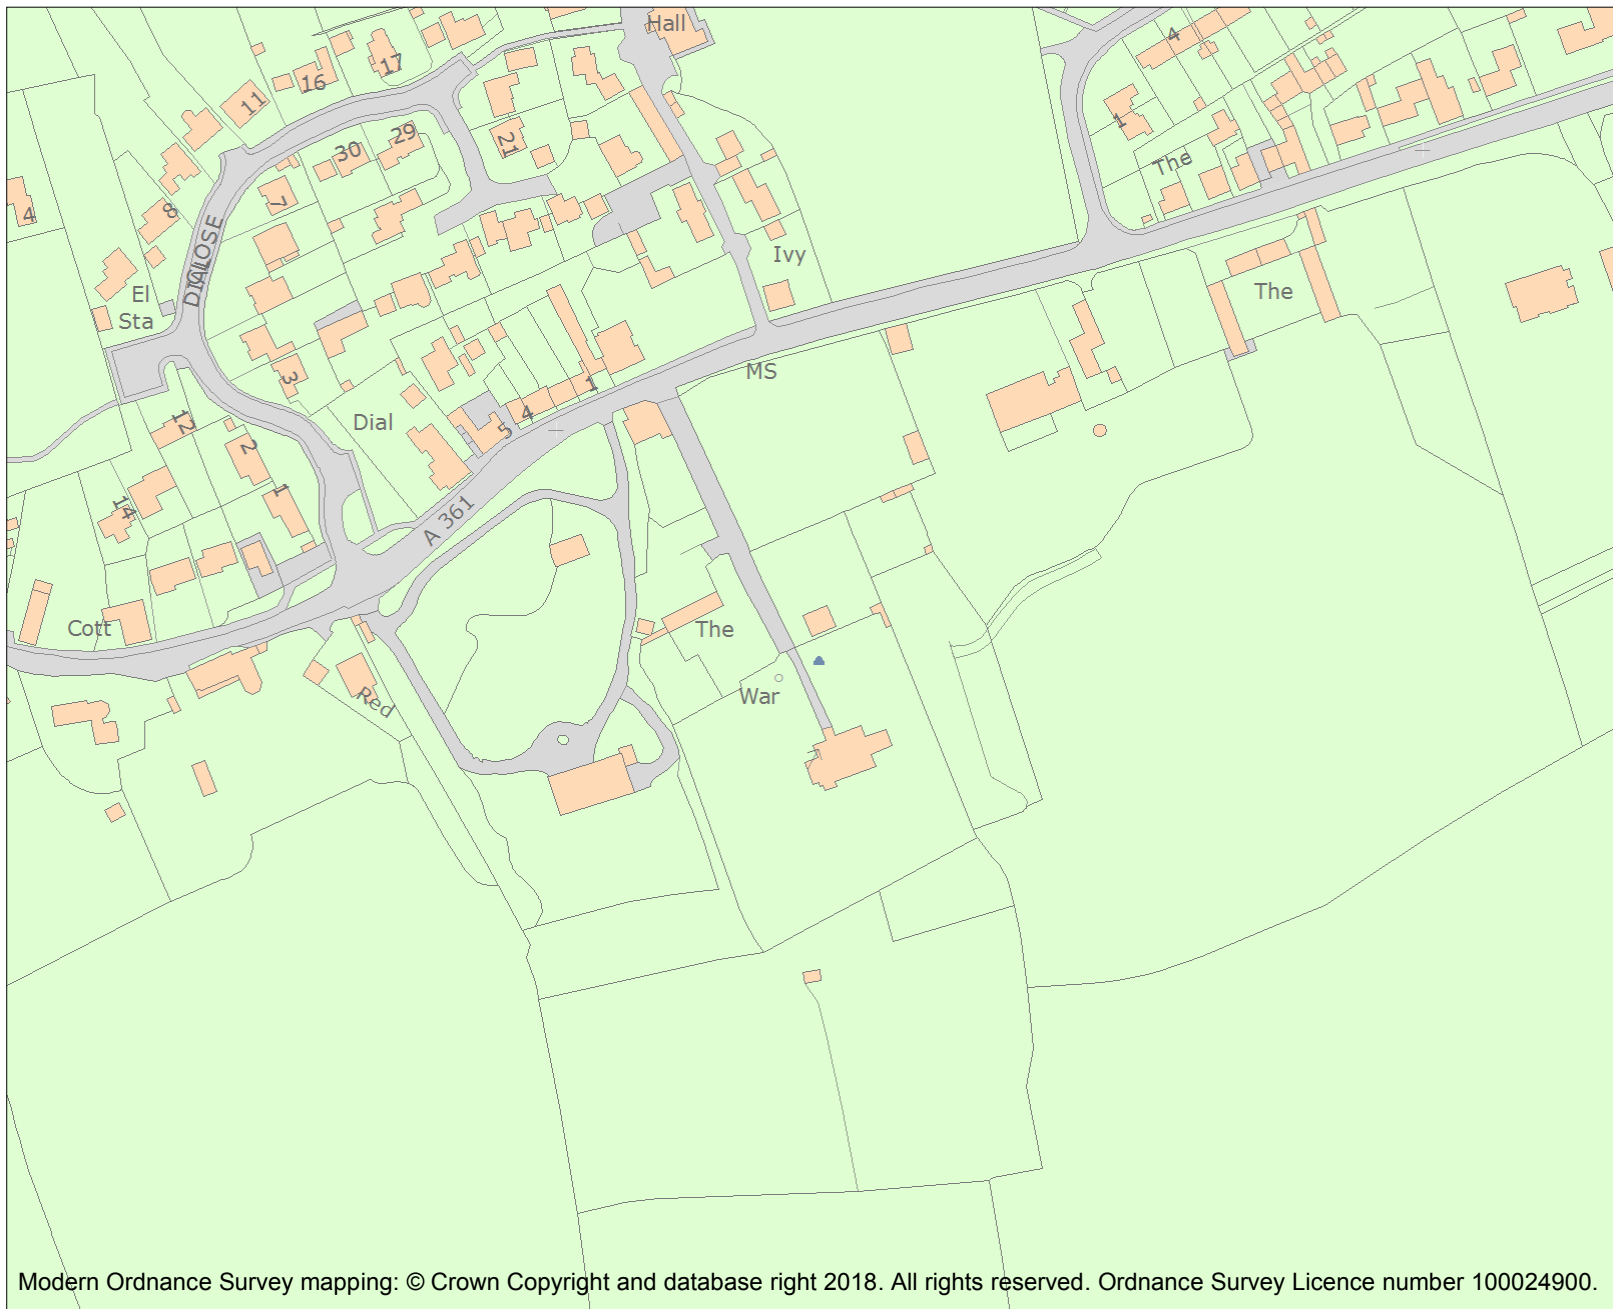 Hall
4
17
16
11
29
1
30
21
The
4
8
7
DIAL
CLOSE
Ivy
El
Sta
The
MS
3
1
4
Dial
12
5
2
1
14
A 361
Cott
The
War
Red
Modern Ordnance Survey mapping: © Crown Copyright and database right 2018. All rights reserved. Ordnance Survey Licence number 100024900.